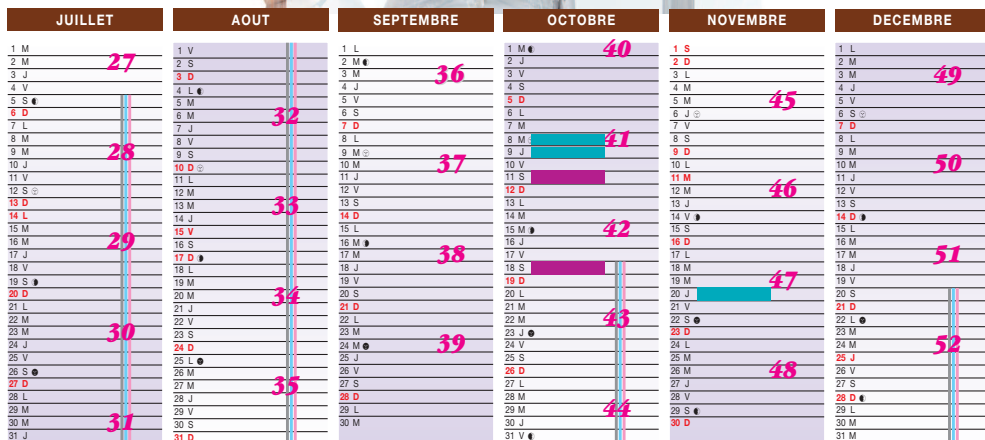 JUILLET
1 M
2 M 27
3 J
4 V
5 S
6 D
7 L
8 M
9 M 28
10 J
11 V
12 S
13 D
14 L
15 M
16 M 29
17 J
18 V
19 S
20 D
21 L
22 M
23 M 30
24 J
25 V
26 S
27 D
28 L
29 M
30 M 31
31 J
AOUT
1 V
2 S
3 D
4 L
5 M
6 M 32
7 J
8 V
9 S
10 D
11 L
12 M
13 M 33
14 J
15 V
16 S
17 D
18 L
19 M
20 M 34
21 J
22 V
23 S
24 D
25 L
26 M
27 M 35
28 J
29 V
30 S
31 D
SEPTEMBRE
1 L
2 M
3 M 36
4 J
5 V
6 S
7 D
8 L
9 M
10 M 37
11 J
12 V
13 S
14 D
15 L
16 M
17 M 38
18 J
19 V
20 S
21 D
22 L
23 M
24 M 39
25 J
26 V
27 S
28 D
29 L
30 M
OCTOBRE
1 M 40
2 J
3 V
4 S
5 D
6 L
7 M
8 M 41
9 J
10 V
11 S
12 D
13 L
14 M
15 M 42
16 J
17 V
18 S
19 D
20 L
21 M
22 M 43
23 J
24 V
25 S
26 D
27 L
28 M
29 M 44
30 J
31 V
NOVEMBRE
1 S
2 D
3 L
4 M
5 M 45
6 J
7 V
8 S
9 D
10 L
11 M
12 M 46
13 J
14 V
15 S
16 D
17 L
18 M
19 M 47
20 J
21 V
22 S
23 D
24 L
25 M
26 M 48
27 J
28 V
29 S
30 D
DECEMBRE
1 L
2 M
3 M 49
4 J
5 V
6 S
7 D
8 L
9 M
10 M 50
11 J
12 V
13 S
14 D
15 L
16 M
17 M 51
18 J
19 V
20 S
21 D
22 L
23 M
24 M 52
25 J
26 V
27 S
28 D
29 L
30 M
31 M